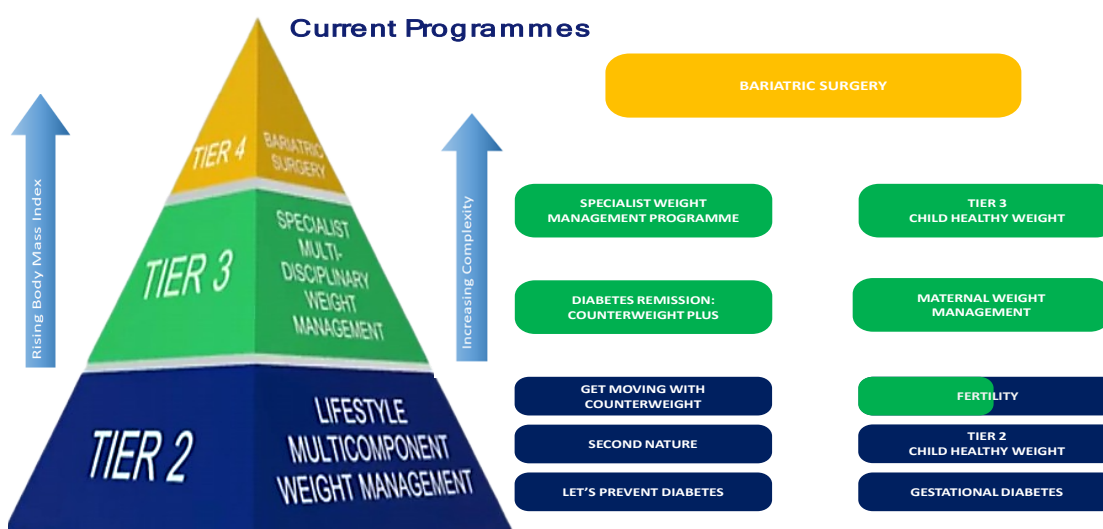 Current Programmes
Rising Body Mass Index
Increasing Complexity
TIER 4
BARIATRIC
SURGERY
TIER 3
SPECIALIST
MULTI-
DISCIPLINARY
WEIGHT
MANAGEMENT
TIER 2
LIFESTYLE
MULTICOMPONENT
WEIGHT MANAGEMENT
BARIATRIC SURGERY
SPECIALIST WEIGHT
MANAGEMENT PROGRAMME
TIER 3
CHILD HEALTHY WEIGHT
DIABETES REMISSION:
COUNTERWEIGHT PLUS
MATERNAL WEIGHT
MANAGEMENT
GET MOVING WITH
COUNTERWEIGHT
FERTILITY
SECOND NATURE
TIER 2
CHILD HEALTHY WEIGHT
LET'S PREVENT DIABETES
GESTATIONAL DIABETES